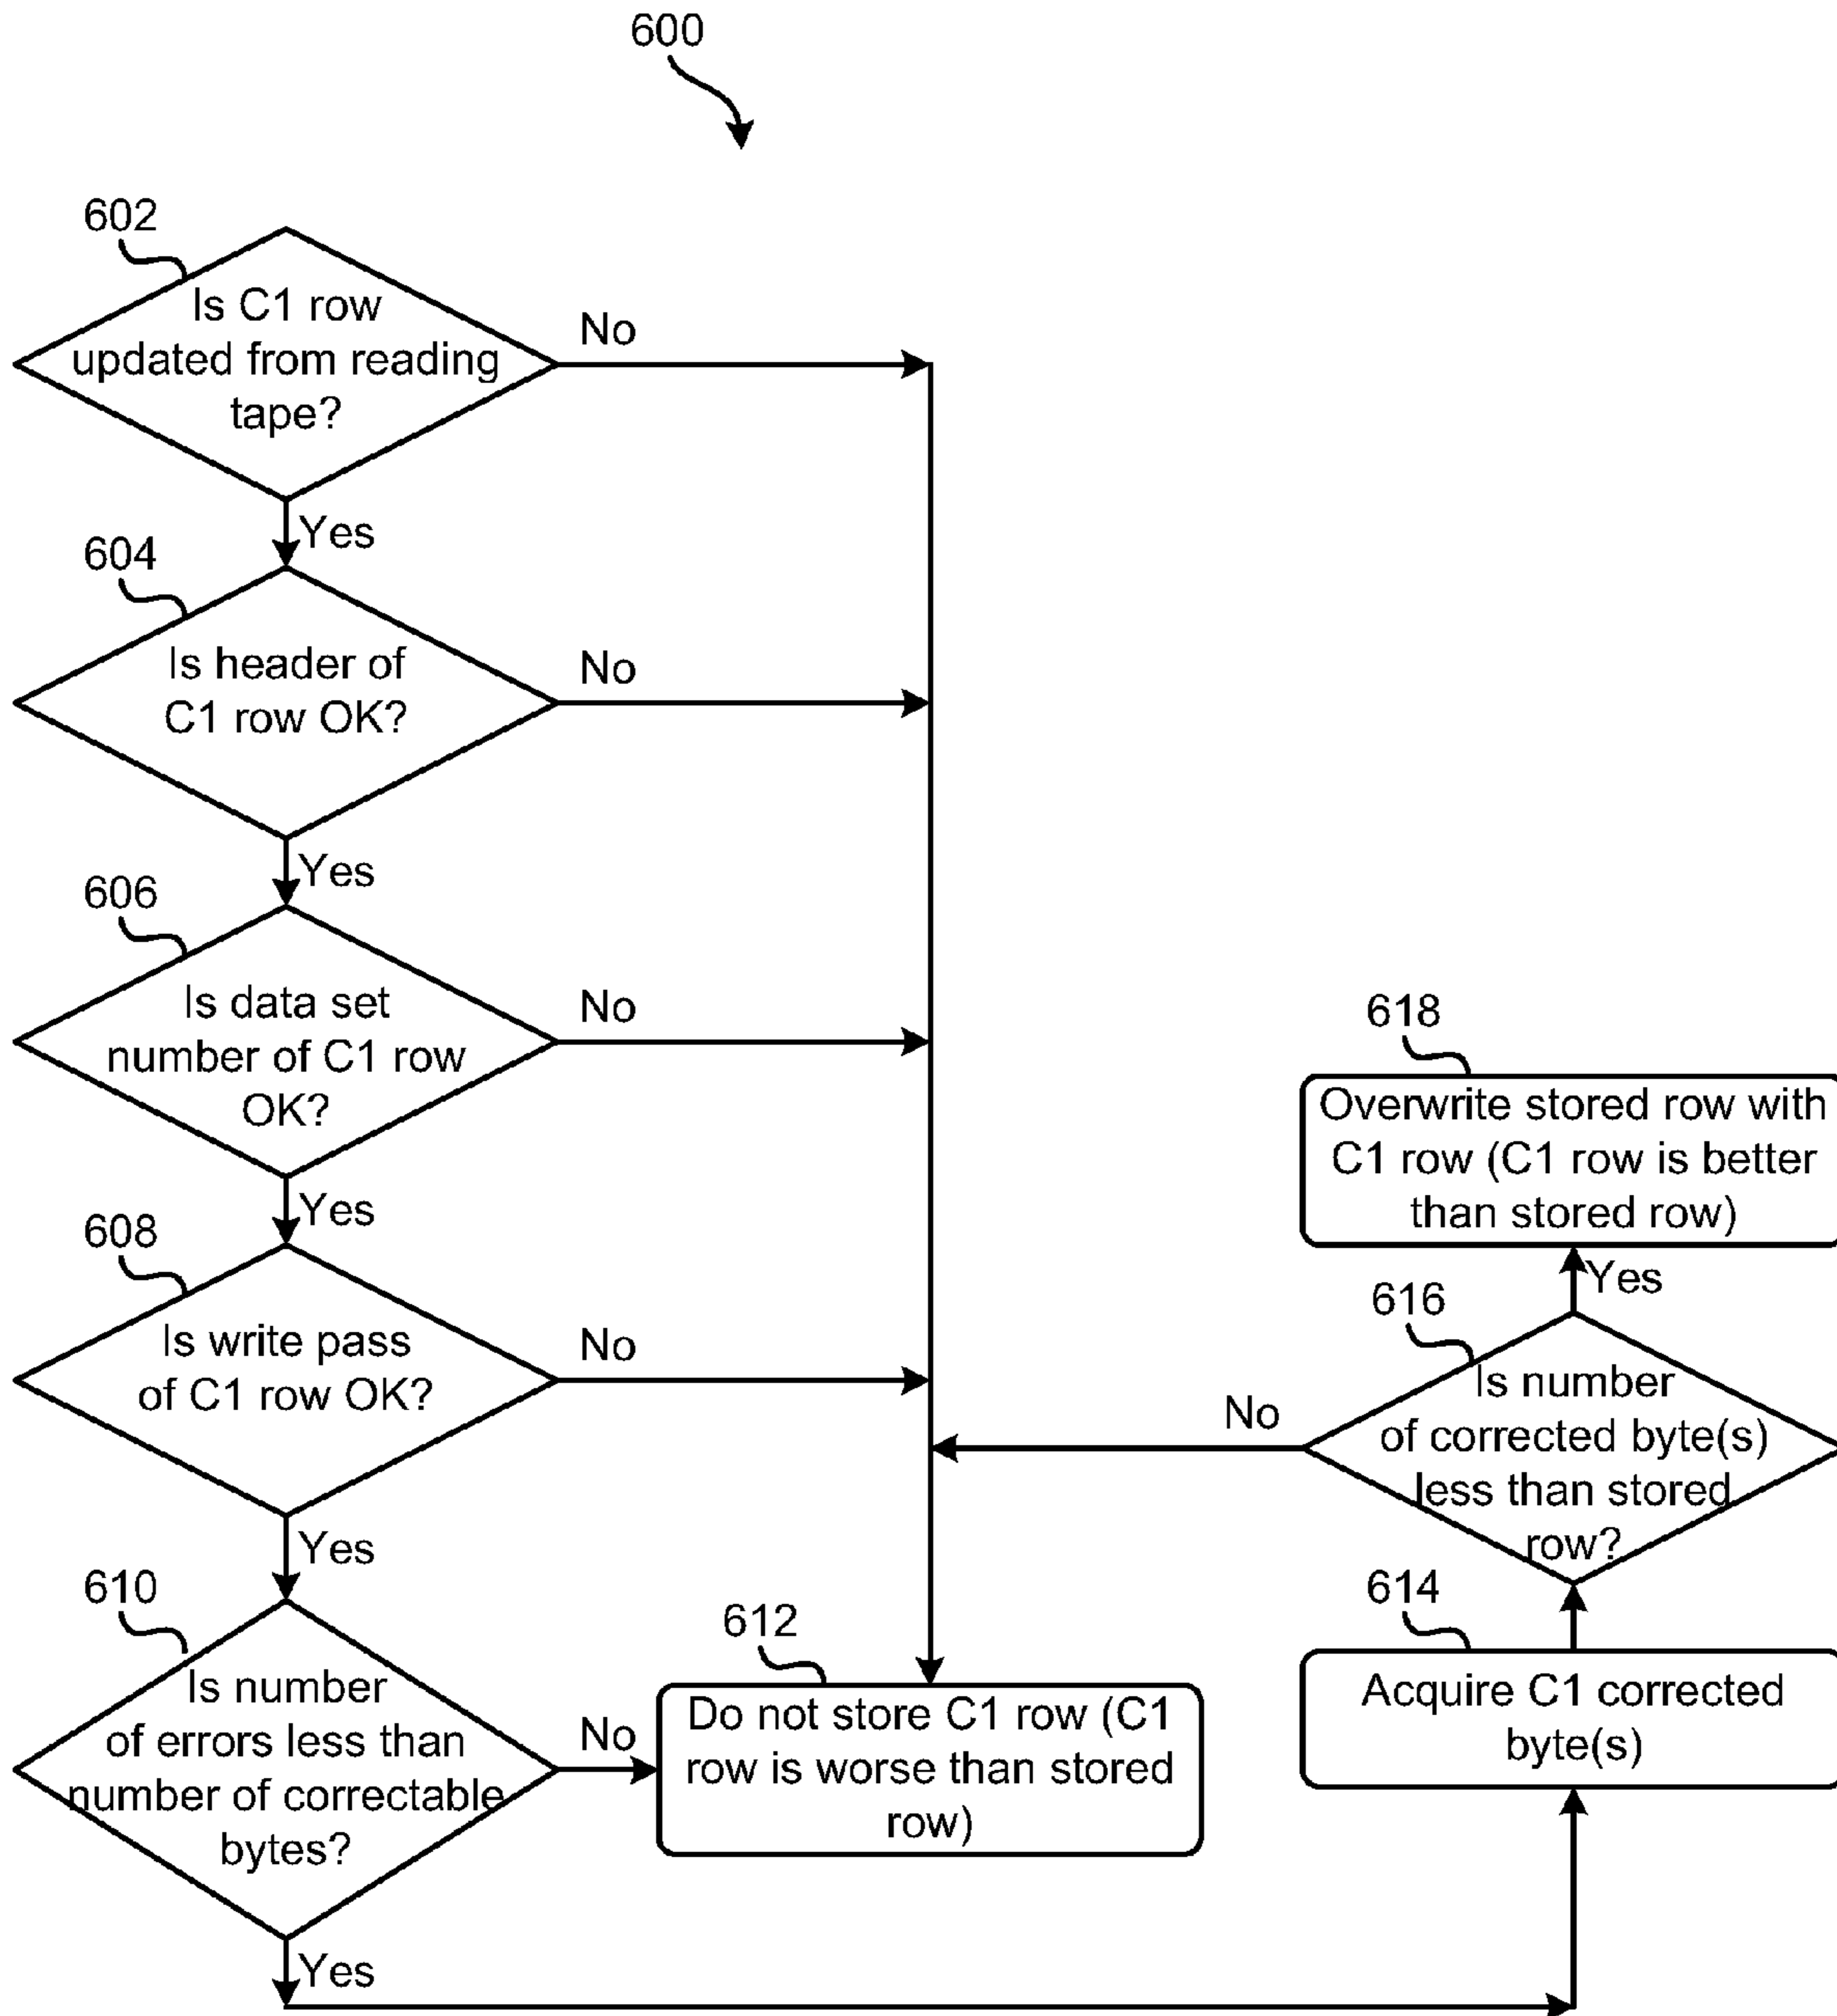 600
602
Is C1 row
updated from reading
tape?
No
Yes
604
Is header of
C1 row OK?
No
Yes
606
Is data set
number of C1 row
OK?
No
Yes
608
Is write pass
of C1 row OK?
No
Yes
610
Is number
of errors less than
number of correctable
bytes?
No
Yes
612
Do not store C1 row (C1
row is worse than stored
row)
614
Acquire C1 corrected
byte(s)
616
Is number
of corrected byte(s)
less than stored
row?
No
Yes
618
Overwrite stored row with
C1 row (C1 row is better
than stored row)